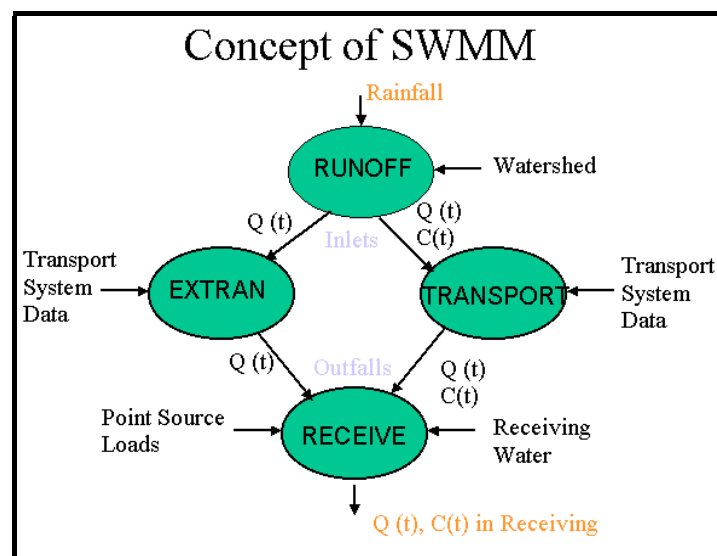 Concept of SWMM
Rainfall
RUNOFF
Watershed
Q (t)
Inlets
Q (t)
C(t)
Transport
System
Data
EXTRAN
TRANSPORT
Transport
System
Data
Q (t)
Outfalls
Q (t)
C(t)
Point Source
Loads
RECEIVE
Receiving
Water
Q (t), C(t) in Receiving